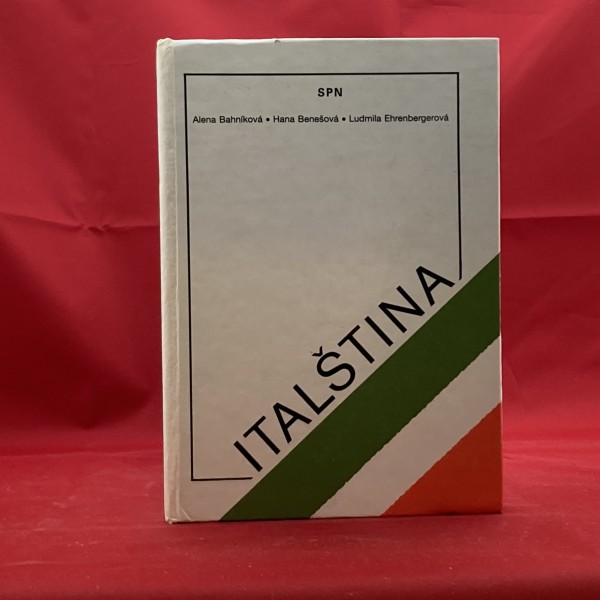 SPN
Alena Bahníková • Hana Benešová • Ludmila Ehrenbergerová
ITALŠTINA